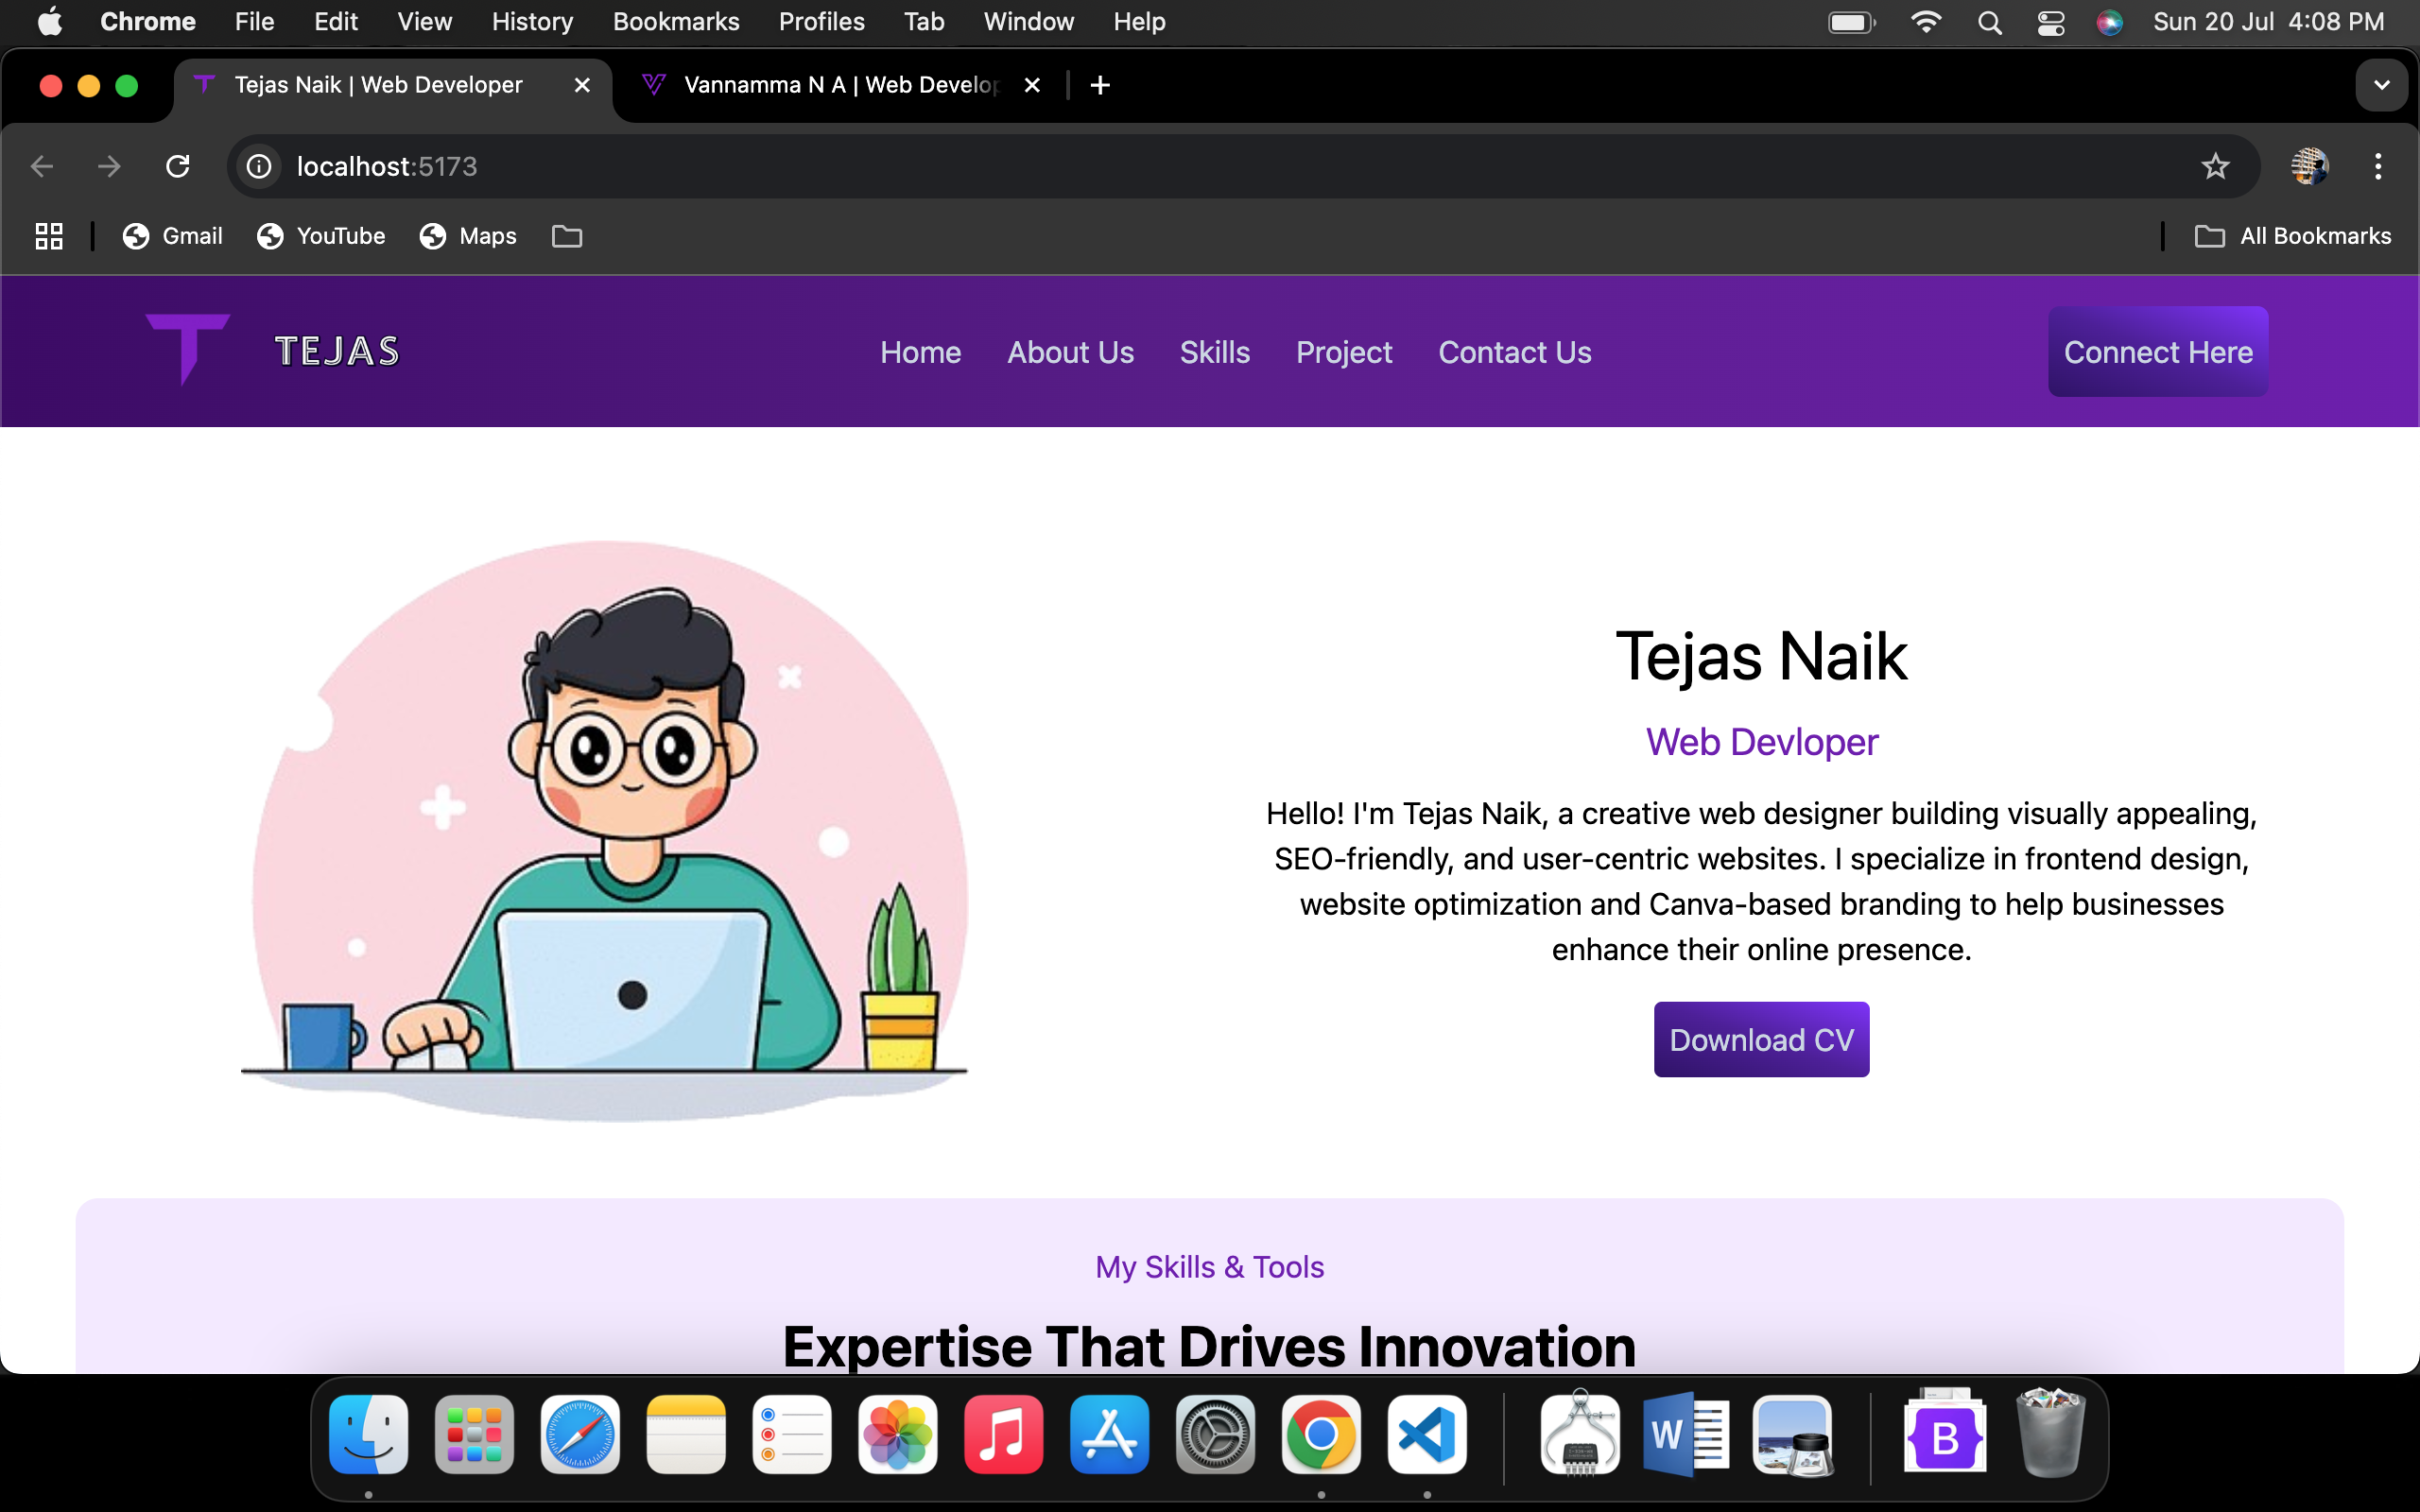 Chrome File Edit View History Bookmarks Profiles Tab Window Help Sun 20 Jul 4:08 PM
Tejas Naik | Web Developer Vannamma N A | Web Develop
localhost:5173
Gmail YouTube Maps All Bookmarks
T TEJAS Home About Us Skills Project Contact Us Connect Here
Tejas Naik
Web Devloper
Hello! I'm Tejas Naik, a creative web designer building visually appealing,
SEO-friendly, and user-centric websites. I specialize in frontend design,
website optimization and Canva-based branding to help businesses
enhance their online presence.
Download CV
My Skills & Tools
Expertise That Drives Innovation
W B